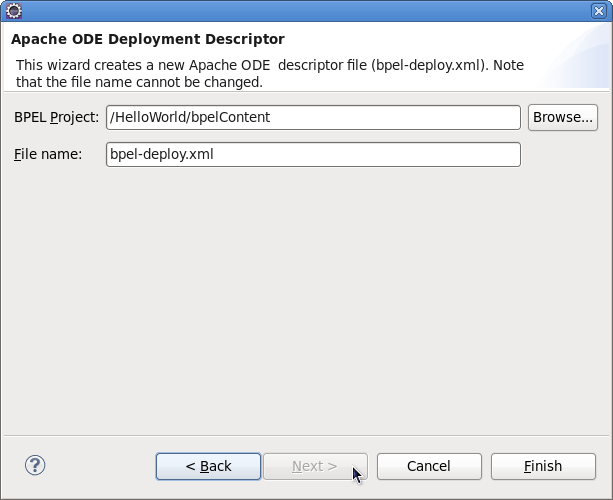 Apache ODE Deployment Descriptor
This wizard creates a new Apache ODE  descriptor file (bpel-deploy.xml). Note
that the file name cannot be changed.
BPEL Project: /HelloWorld/bpelContent Browse...
File name: bpel-deploy.xml
? < Back Next > Cancel Finish